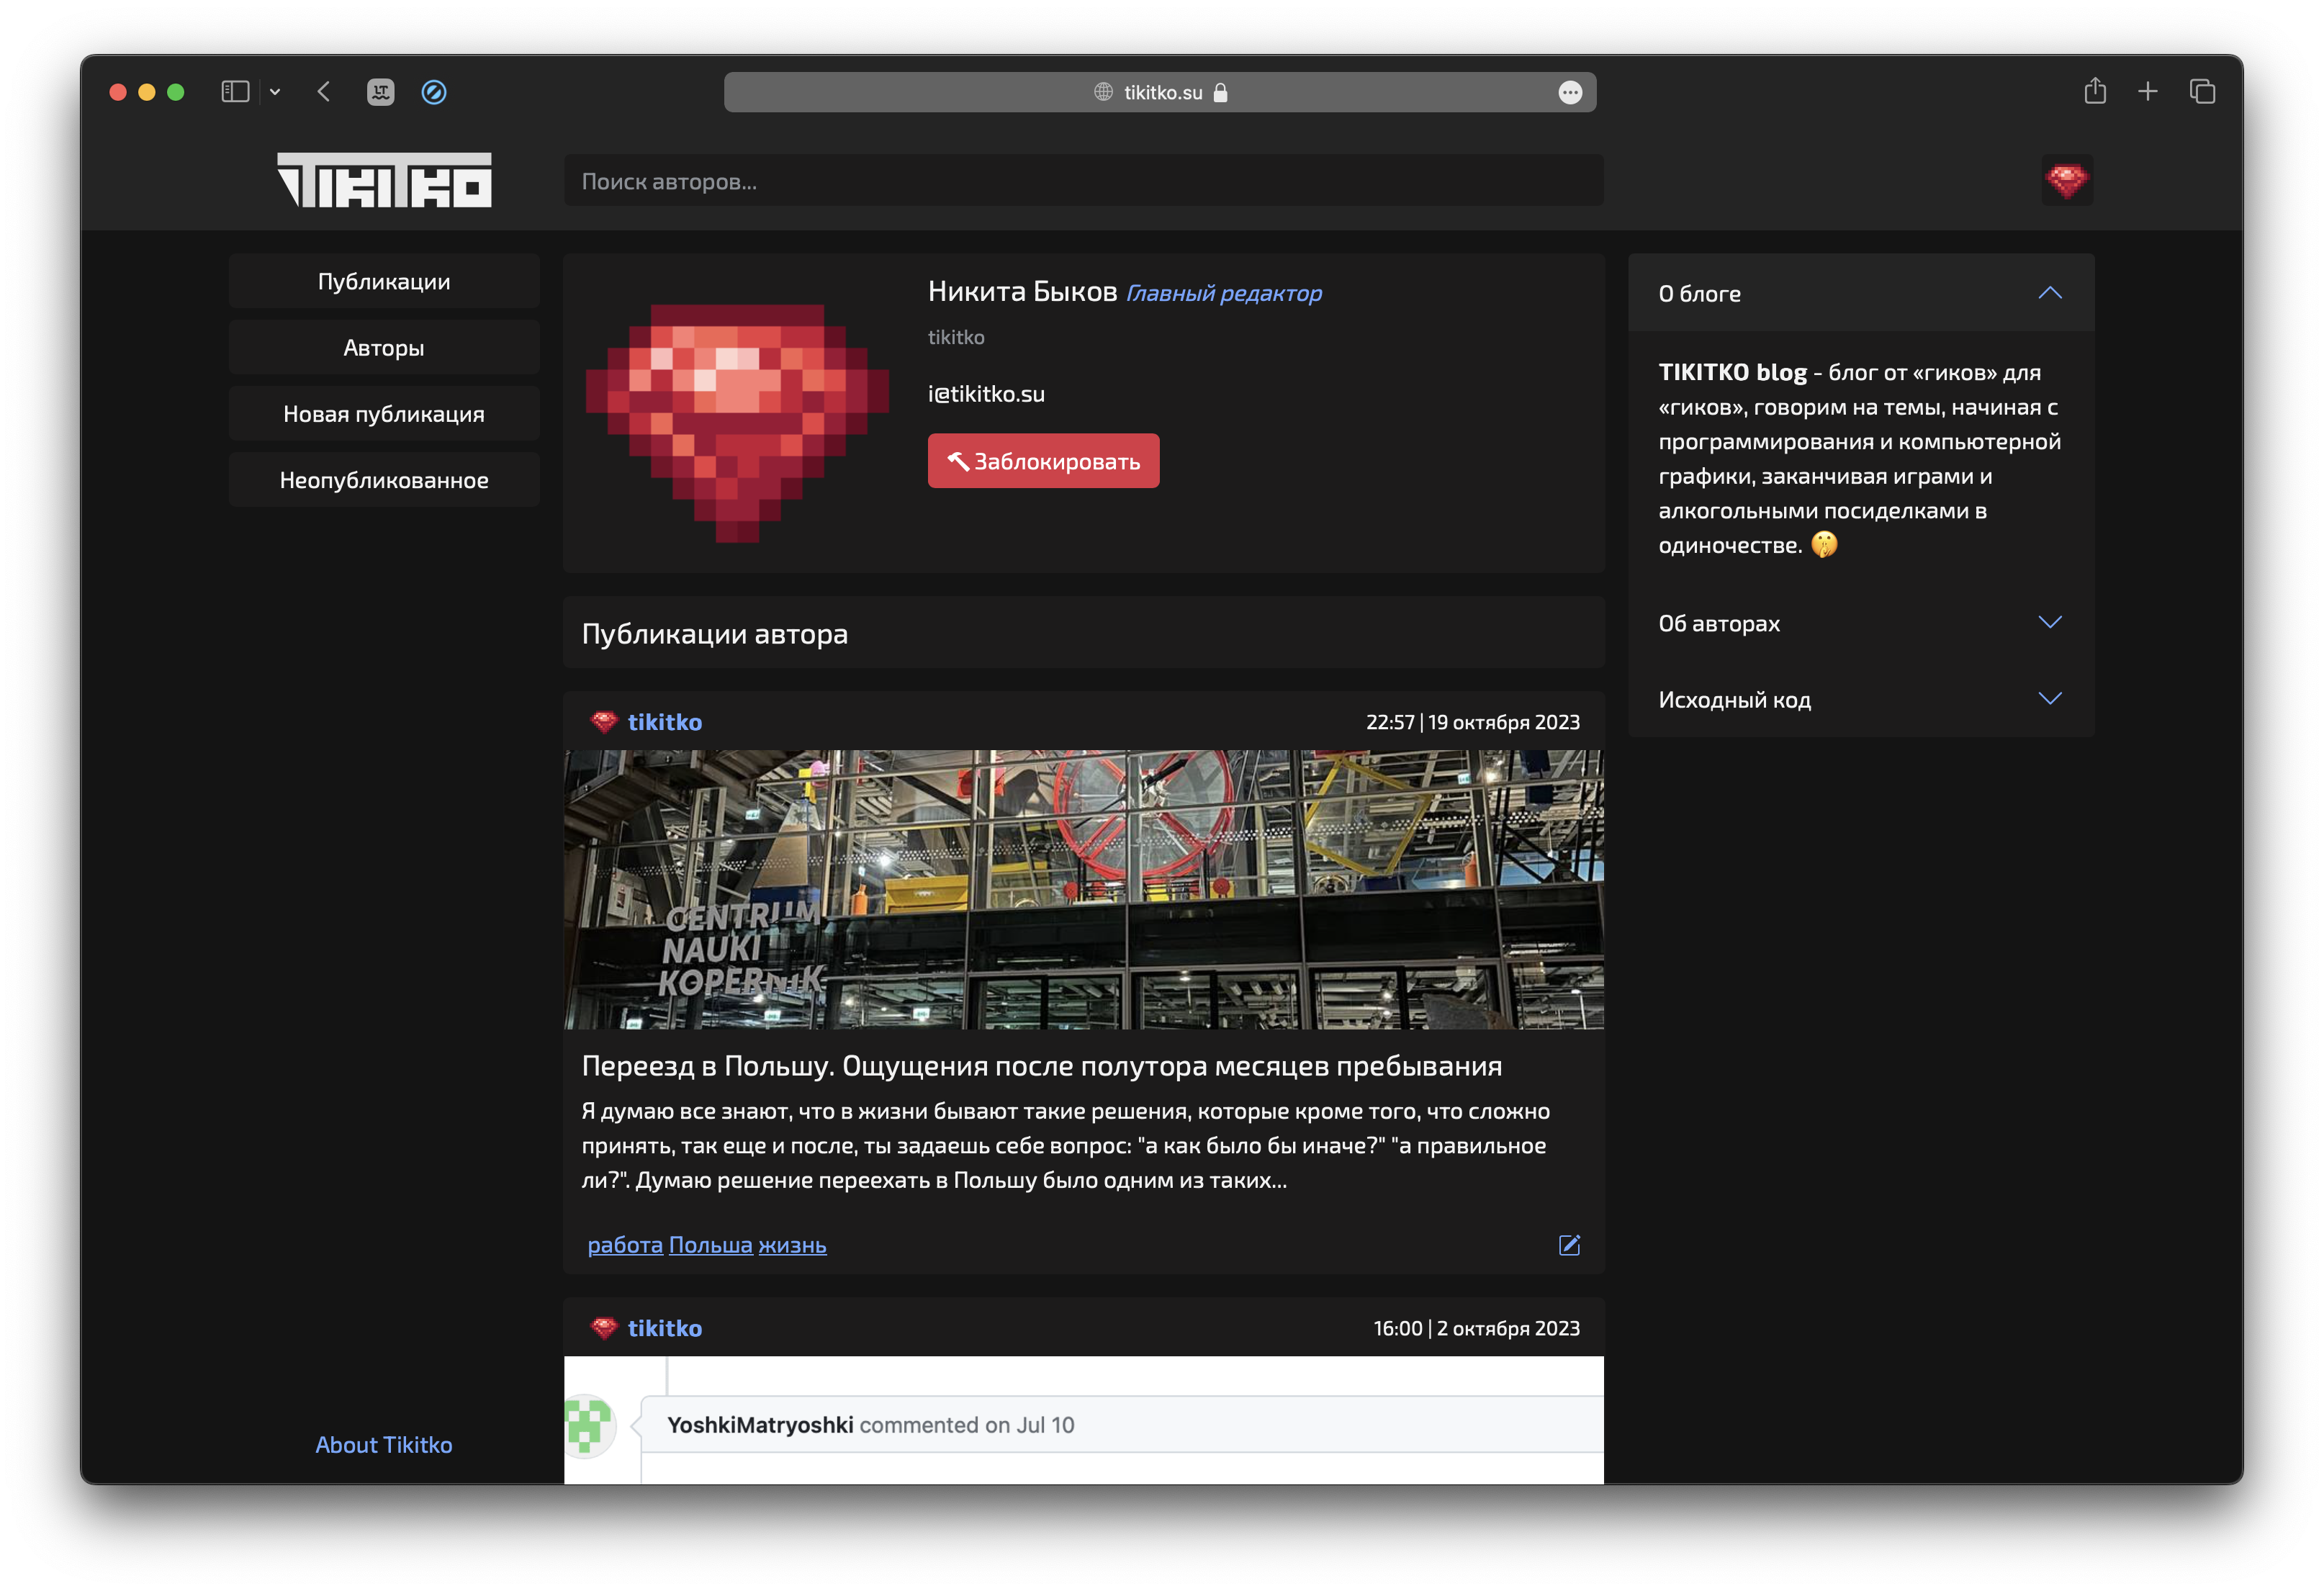 tikitko.su
TIKITKO
Поиск авторов...
Публикации
Авторы
Новая публикация
Неопубликованное
About Tikitko
Никита Быков Главный редактор
tikitko
i@tikitko.su
Заблокировать
Публикации автора
tikitko
22:57 | 19 октября 2023
CENTRUM
NAUKI
KOPERNIK
Переезд в Польшу. Ощущения после полутора месяцев пребывания
Я думаю все знают, что в жизни бывают такие решения, которые кроме того, что сложно
принять, так еще и после, ты задаешь себе вопрос: "а как было бы иначе?" "а правильное
ли?". Думаю решение переехать в Польшу было одним из таких...
работа Польша жизнь
tikitko
16:00 | 2 октября 2023
YoshkiMatryoshki commented on Jul 10
О блоге
TIKITKO blog - блог от «гиков» для
«гиков», говорим на темы, начиная с
программирования и компьютерной
графики, заканчивая играми и
алкогольными посиделками в
одиночестве. 🤫
Об авторах
Исходный код